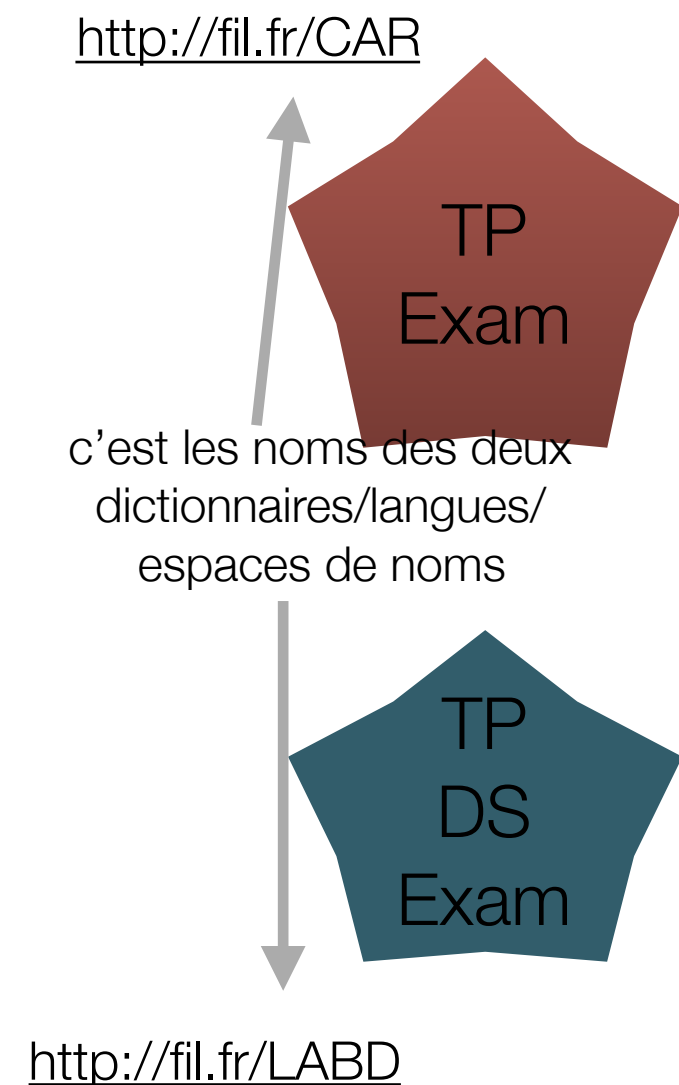 http://fil.fr/CAR
TP
Exam
c’est les noms des deux
dictionnaires/langues/
espaces de noms
TP
DS
Exam
http://fil.fr/LABD